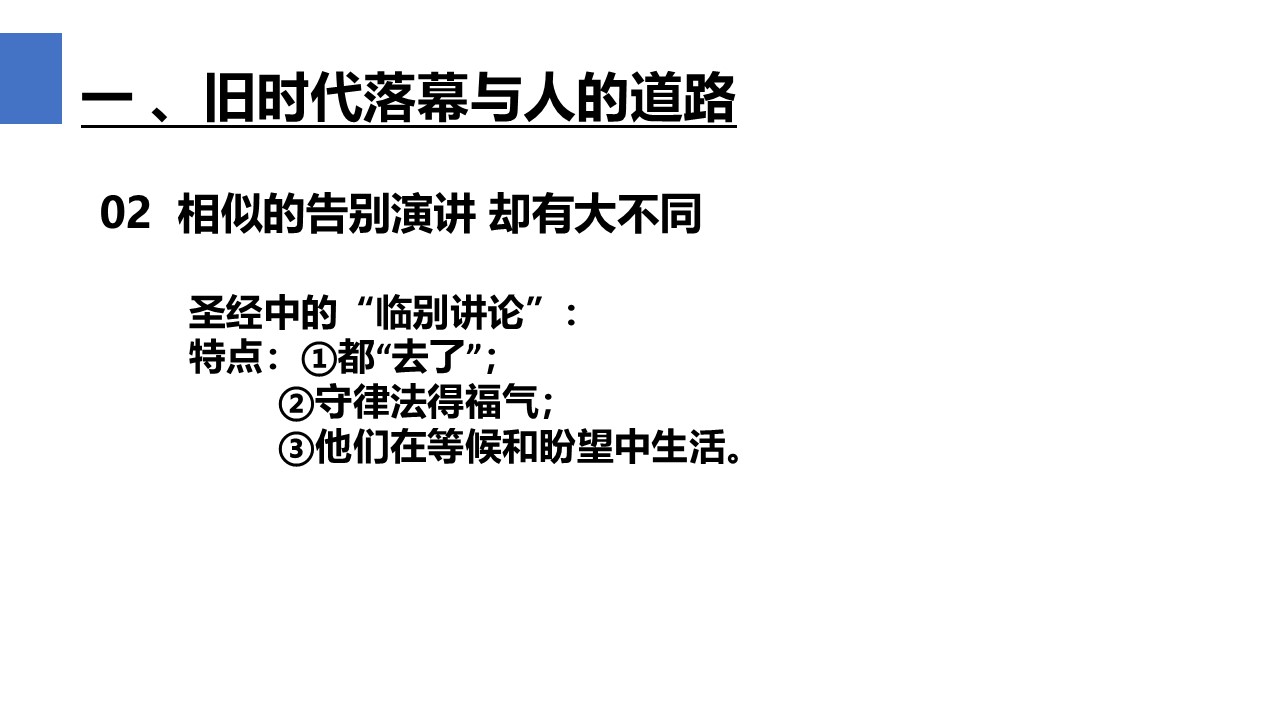 一 、旧时代落幕与人的道路
02 相似的告别演讲 却有大不同
圣经中的“临别讲论”：
特点：①都“去了”；
②守律法得福气；
③他们在等候和盼望中生活。